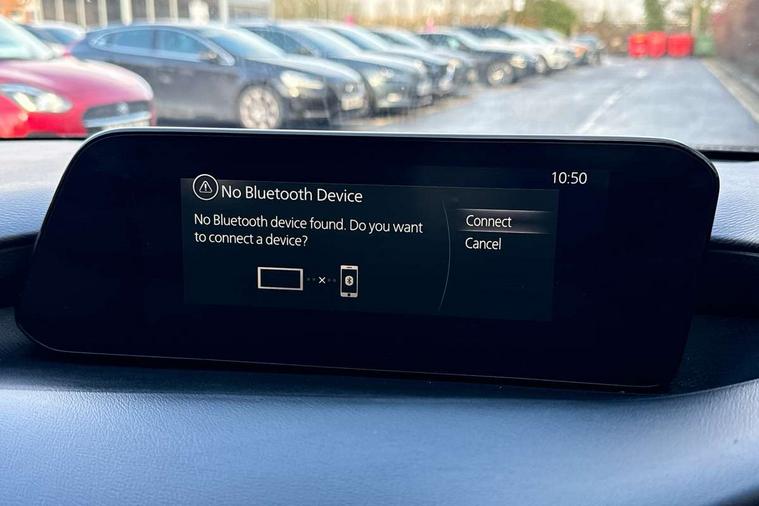 10:50
No Bluetooth Device
No Bluetooth device found. Do you want
to connect a device?
Connect
Cancel